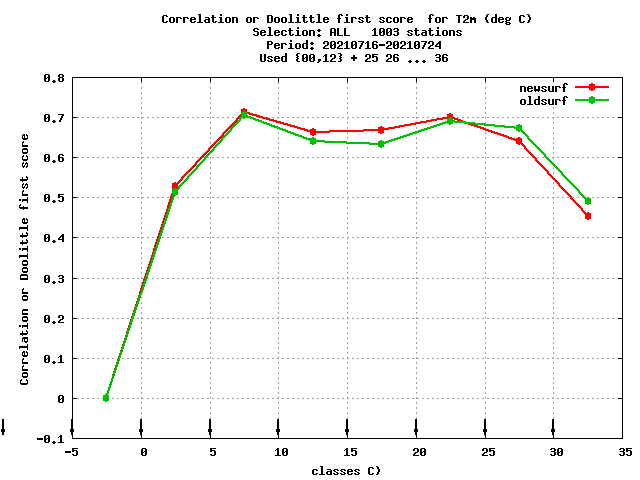 Correlation or Doolittle first score  for T2m (deg C)
Selection: ALL   1003 stations
Period: 20210716-20210724
Used {00,12} + 25 26 ... 36
newsurf
oldsurf
Correlation or Doolittle first score
0.8
0.7
0.6
0.5
0.4
0.3
0.2
0.1
0
-0.1
-5 0 5 10 15 20 25 30 35
classes C)